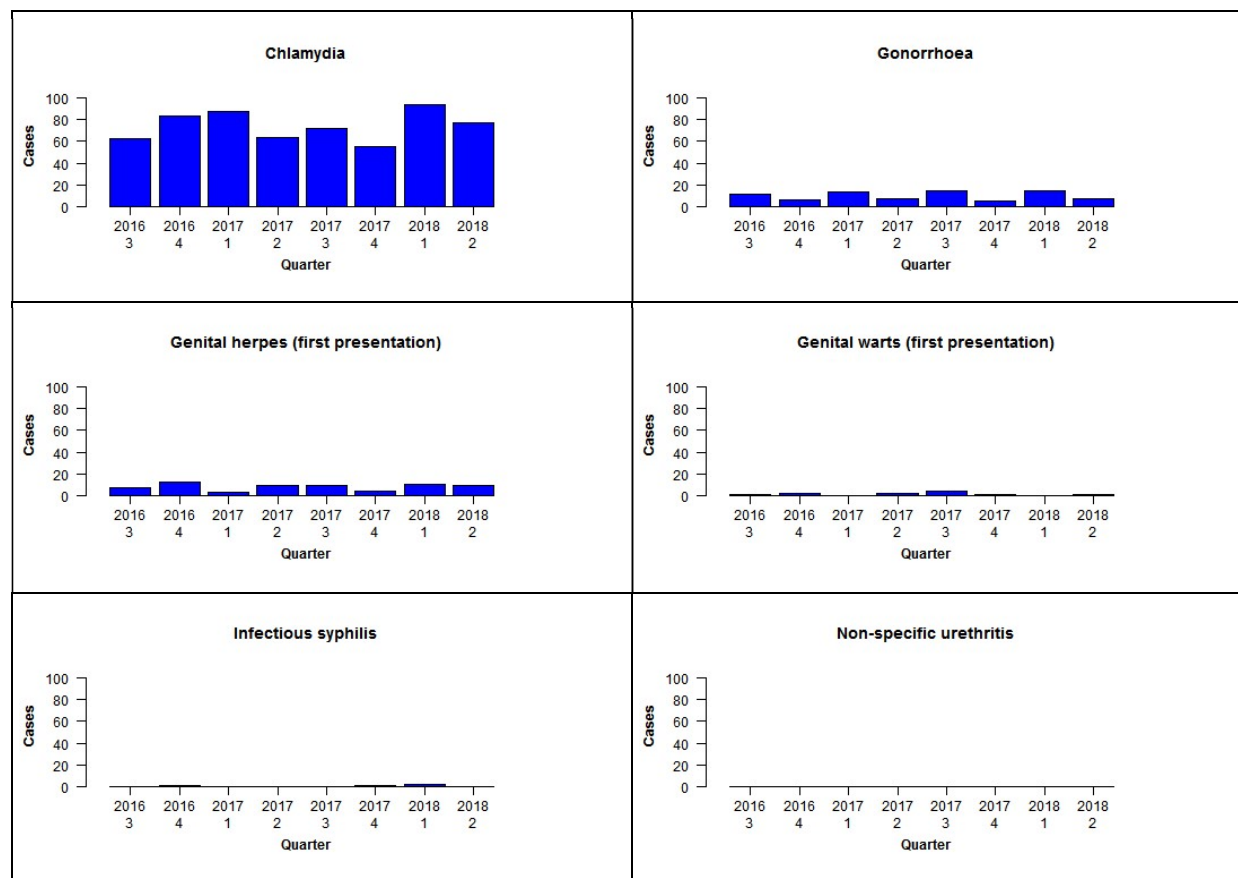 Chlamydia
Cases
100
80
60
40
20
0
2016 2016 2017 2017 2017 2017 2018 2018
3 4 1 2 3 4 1 2
Quarter
Gonorrhoea
Cases
100
80
60
40
20
0
2016 2016 2017 2017 2017 2017 2018 2018
3 4 1 2 3 4 1 2
Quarter
Genital herpes (first presentation)
Cases
100
80
60
40
20
0
2016 2016 2017 2017 2017 2017 2018 2018
3 4 1 2 3 4 1 2
Quarter
Genital warts (first presentation)
Cases
100
80
60
40
20
0
2016 2016 2017 2017 2017 2017 2018 2018
3 4 1 2 3 4 1 2
Quarter
Infectious syphilis
Cases
100
80
60
40
20
0
2016 2016 2017 2017 2017 2017 2018 2018
3 4 1 2 3 4 1 2
Quarter
Non-specific urethritis
Cases
100
80
60
40
20
0
2016 2016 2017 2017 2017 2017 2018 2018
3 4 1 2 3 4 1 2
Quarter